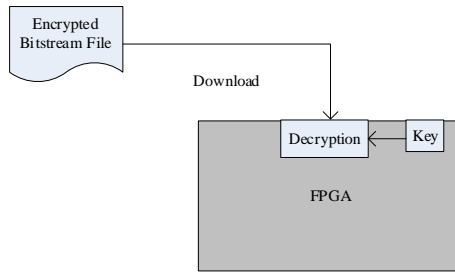 Encrypted
Bitstream File
Download
Decryption
Key
FPGA